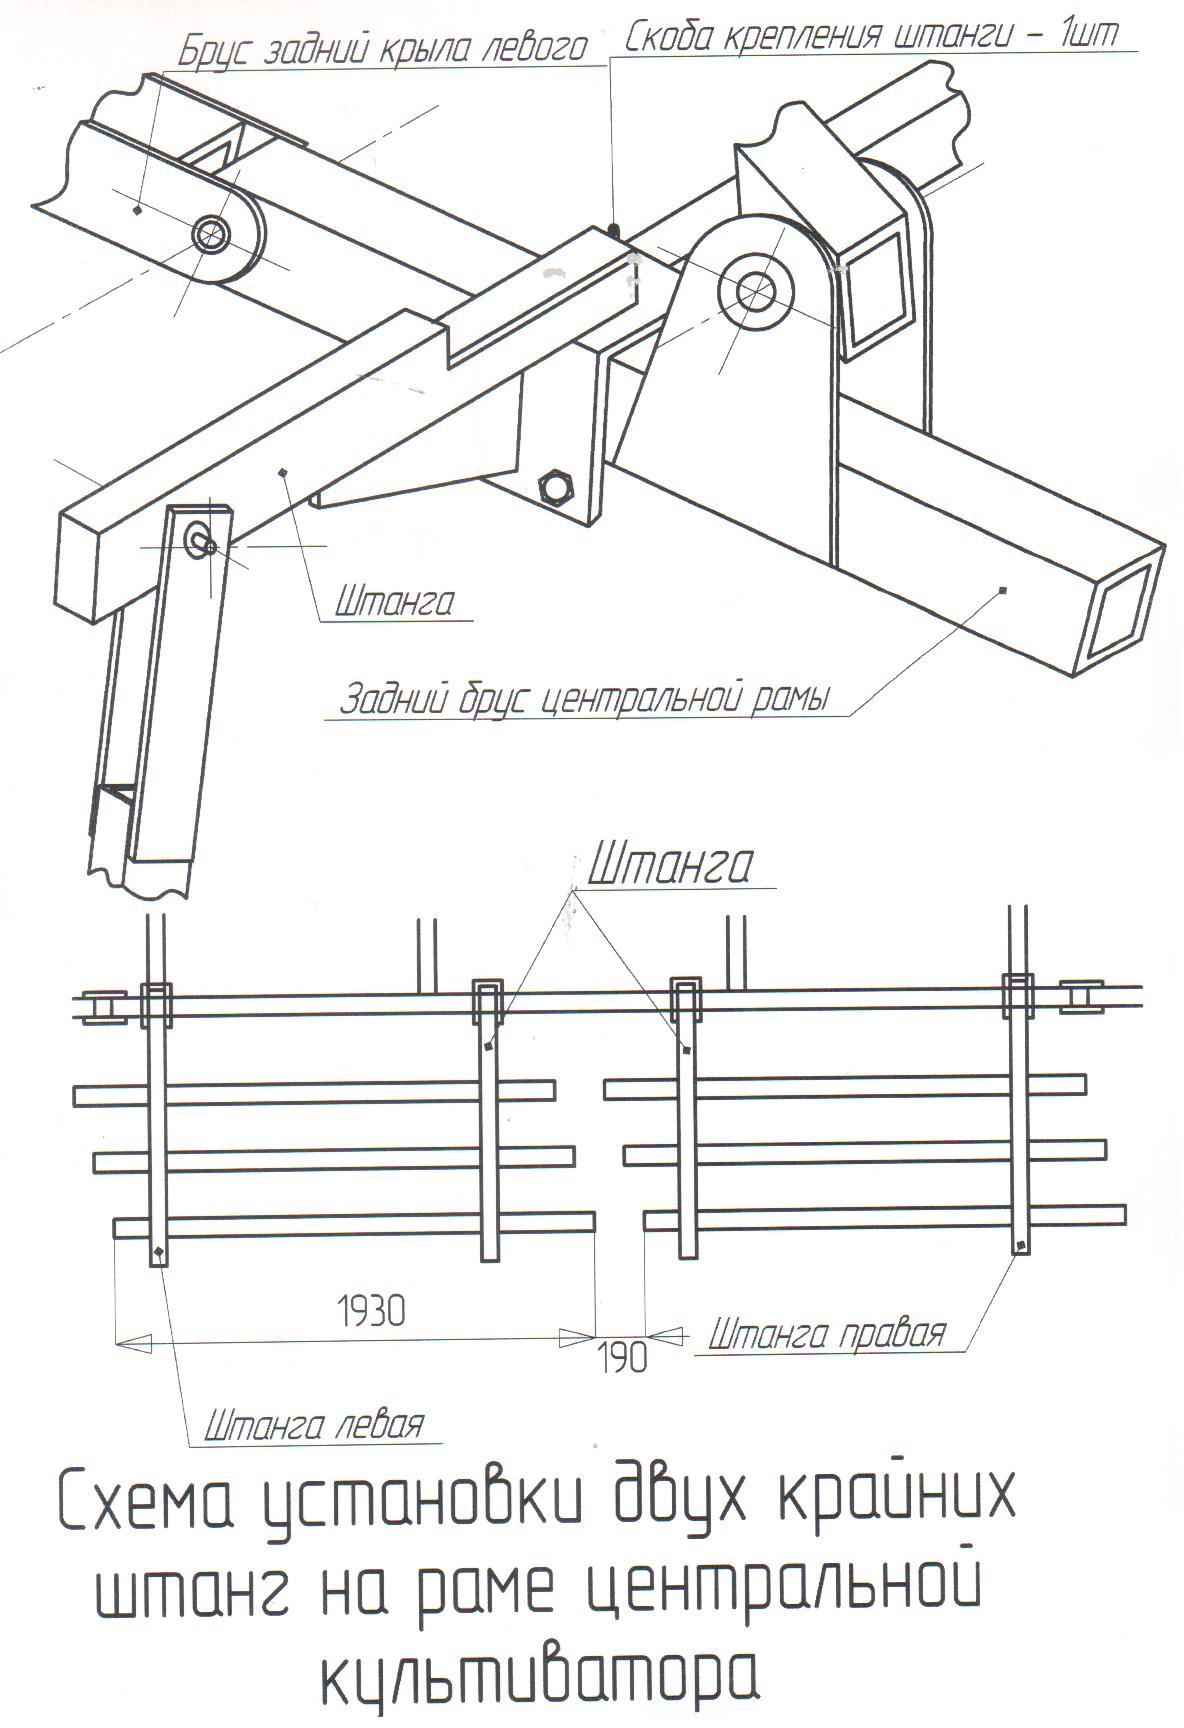 Брус задний крыла левого
Скоба крепления штанги - 1шт
Штанга
Задний брус центральной рамы
Штанга
1930
190
Штанга правая
Штанга левая
Схема установки двух крайних
штанг на раме центральной
культиватора